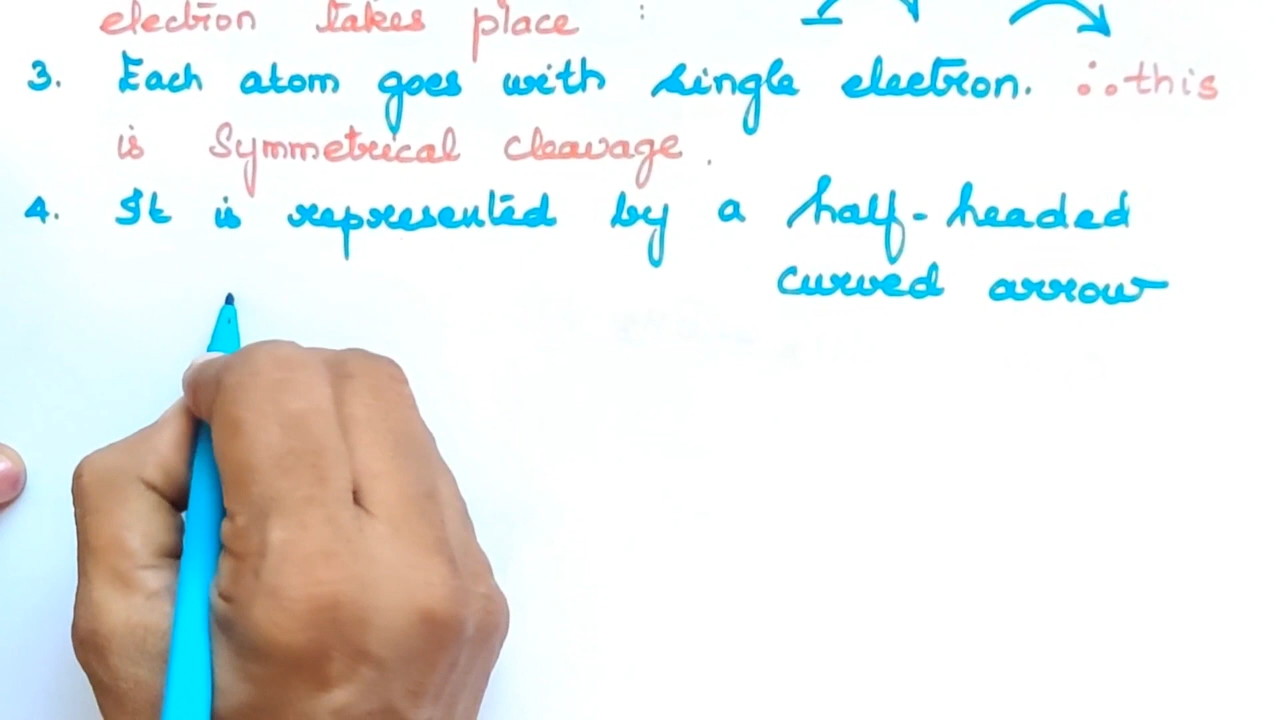 electron takes place :
3. Each atom goes with single electron. ∴ this
is Symmetrical cleavage.
4. It is represented by a half-headed
curved arrow